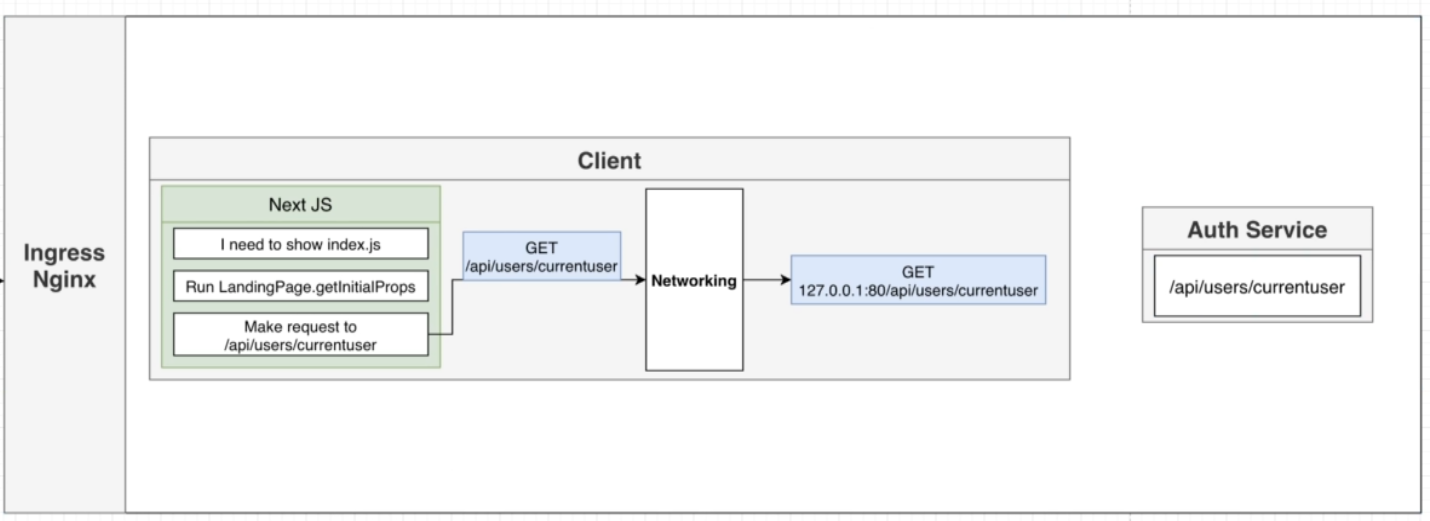 Ingress
Nginx
Client
Next JS
I need to show index.js
Run LandingPage.getInitialProps
Make request to
/api/users/currentuser
GET
/api/users/currentuser
Networking
GET
127.0.0.1:80/api/users/currentuser
Auth Service
/api/users/currentuser